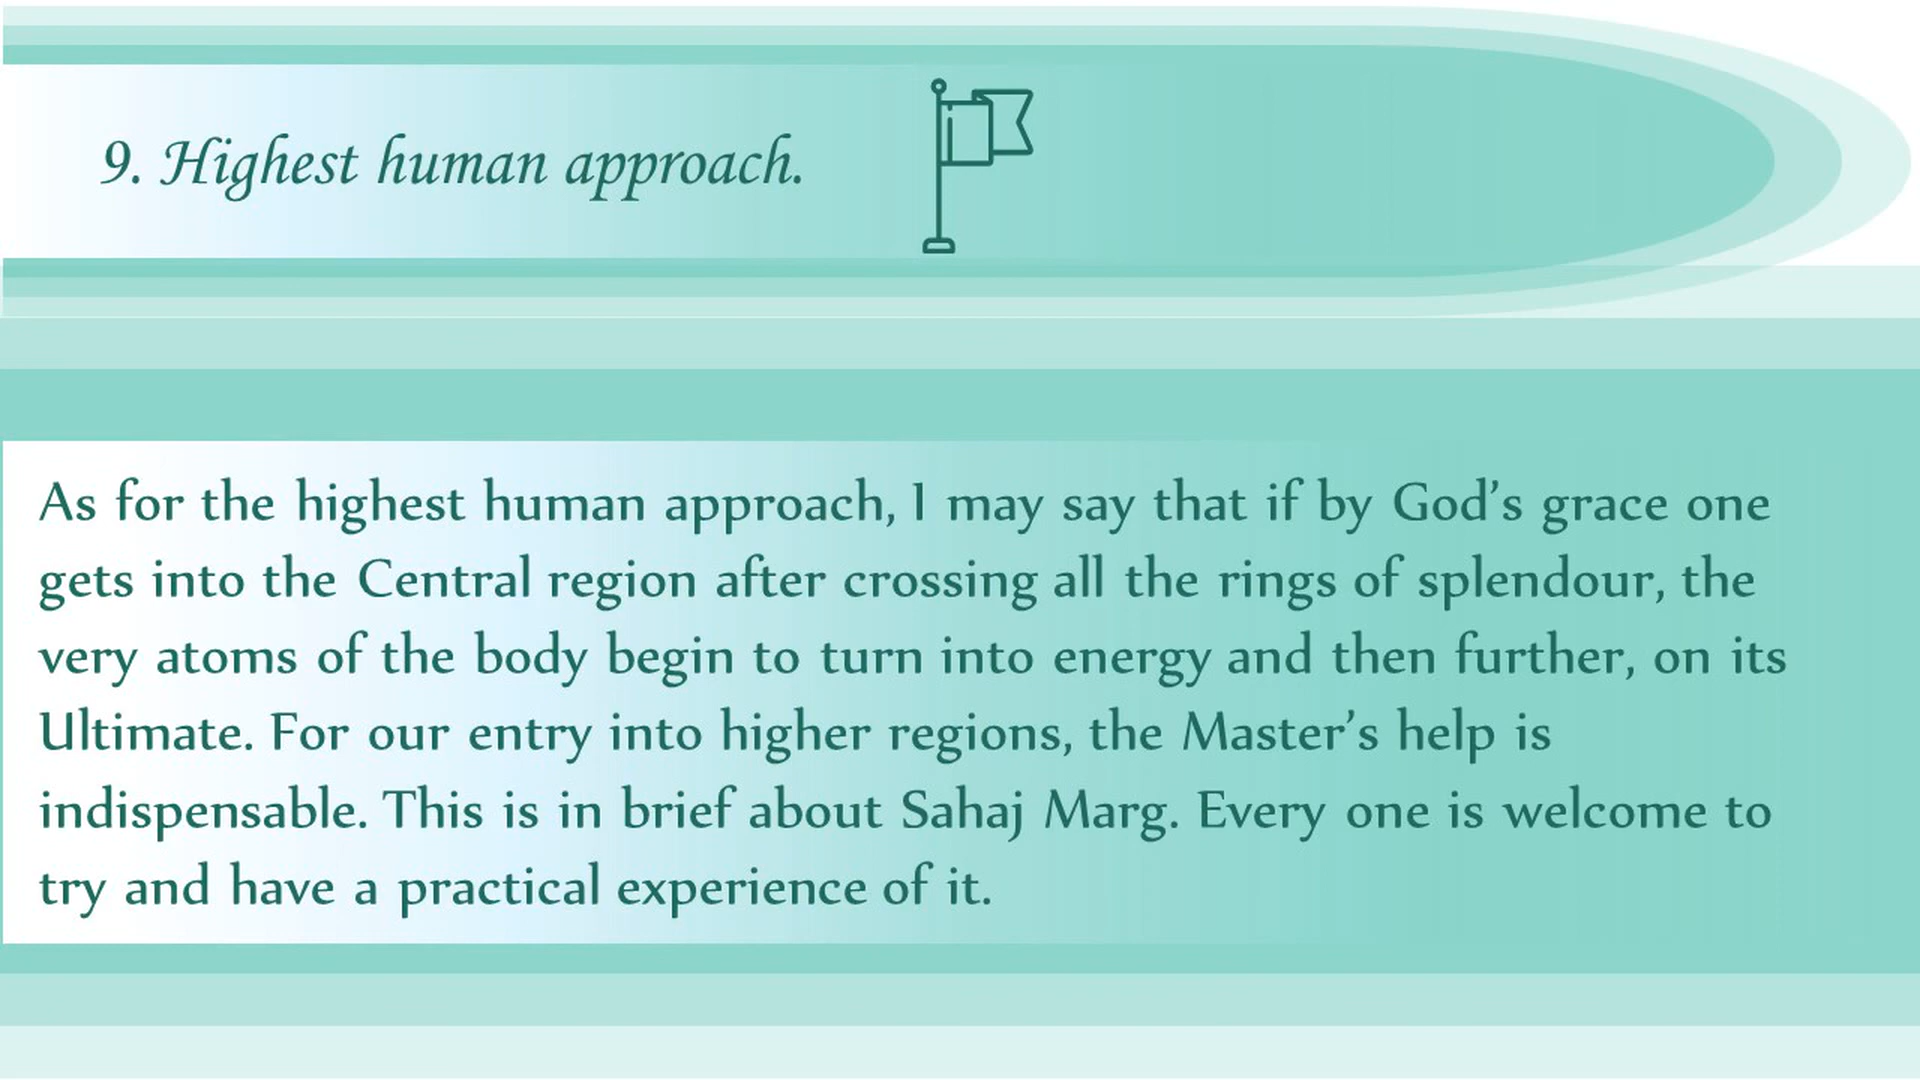 9. Highest human approach.
As for the highest human approach, I may say that if by God’s grace one
gets into the Central region after crossing all the rings of splendour, the
very atoms of the body begin to turn into energy and then further, on its
Ultimate. For our entry into higher regions, the Master’s help is
indispensable. This is in brief about Sahaj Marg. Every one is welcome to
try and have a practical experience of it.